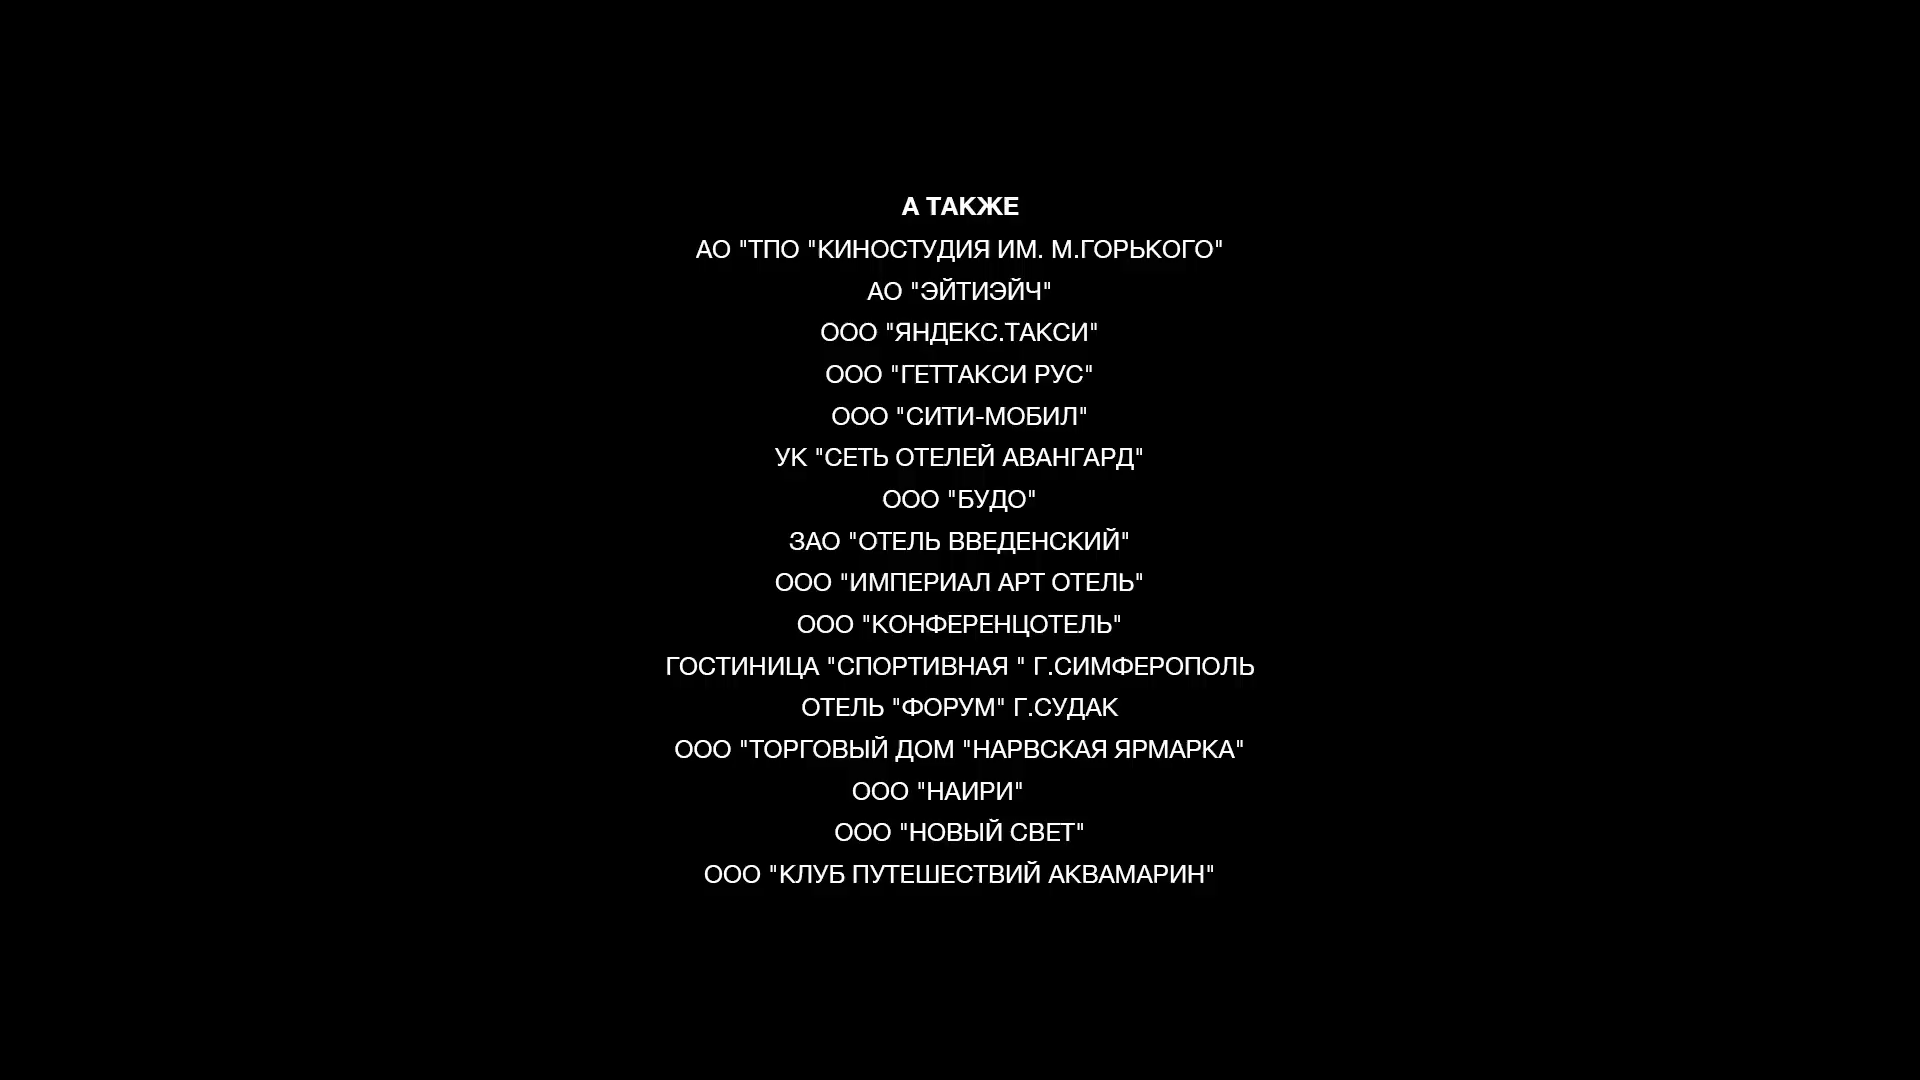 А ТАКЖЕ
АО "ТПО "КИНОСТУДИЯ ИМ. М.ГОРЬКОГО"
АО "ЭЙТИЭЙЧ"
ООО "ЯНДЕКС.ТАКСИ"
ООО "ГЕТТАКСИ РУС"
ООО "СИТИ-МОБИЛ"
УК "СЕТЬ ОТЕЛЕЙ АВАНГАРД"
ООО "БУДО"
ЗАО "ОТЕЛЬ ВВЕДЕНСКИЙ"
ООО "ИМПЕРИАЛ АРТ ОТЕЛЬ"
ООО "КОНФЕРЕНЦОТЕЛЬ"
ГОСТИНИЦА "СПОРТИВНАЯ " Г.СИМФЕРОПОЛЬ
ОТЕЛЬ "ФОРУМ" Г.СУДАК
ООО "ТОРГОВЫЙ ДОМ "НАРВСКАЯ ЯРМАРКА"
ООО "НАИРИ"
ООО "НОВЫЙ СВЕТ"
ООО "КЛУБ ПУТЕШЕСТВИЙ АКВАМАРИН"